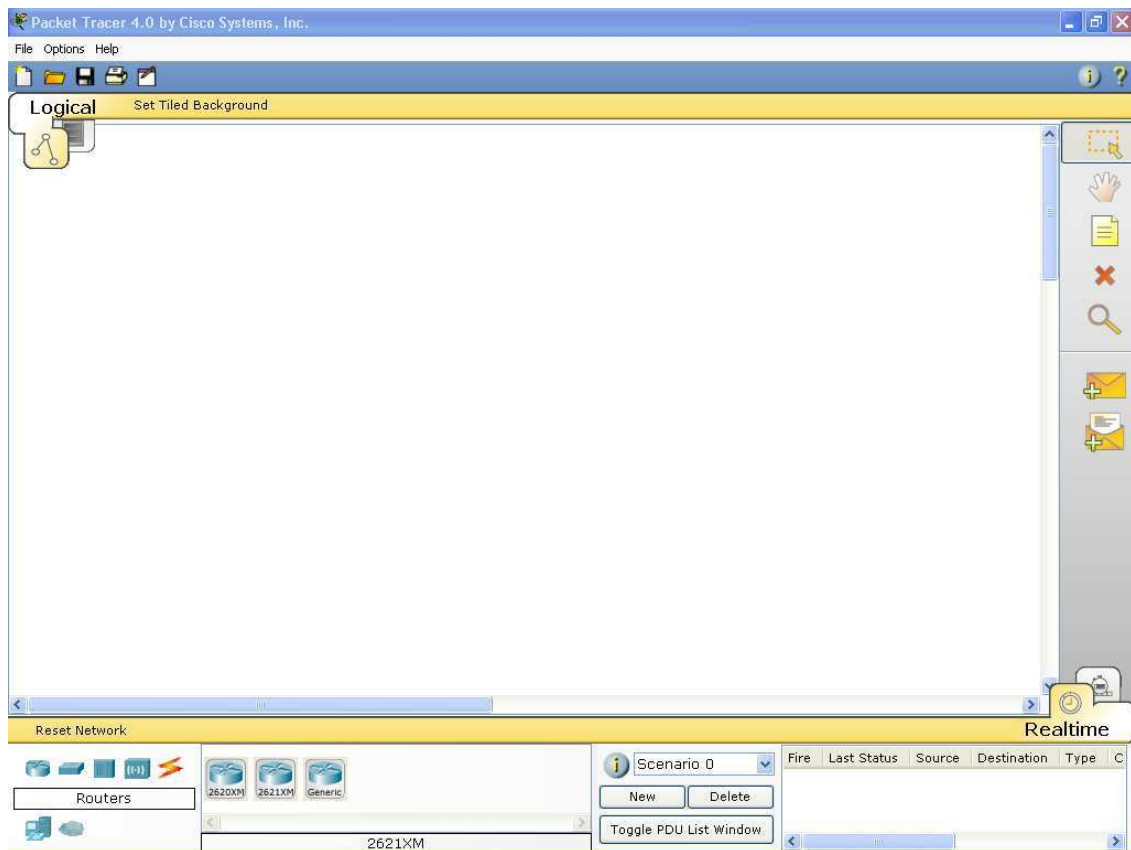 Packet Tracer 4.0 by Cisco Systems, Inc.
File Options Help
Logical Set Tiled Background
Reset Network
Realtime
Routers
2620XM 2621XM Generic
2621XM
Scenario 0
New Delete
Toggle PDU List Window
Fire Last Status Source Destination Type C